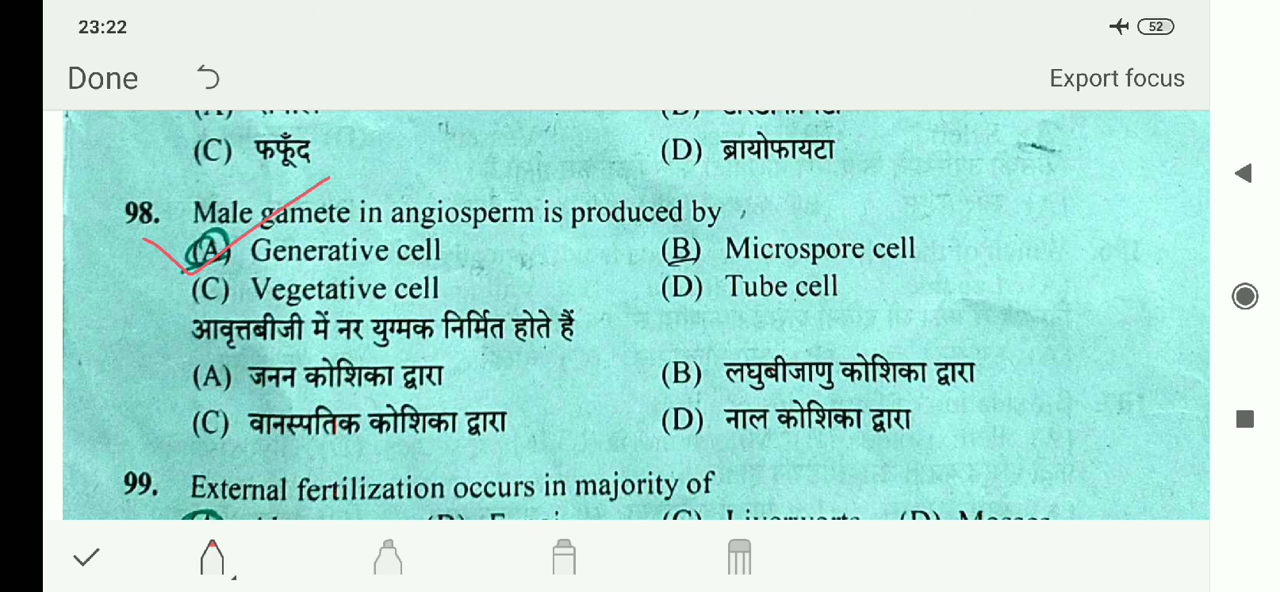 23:22
52
Done
Export focus
(C) फफूँद (D) ब्रायोफायटा
98. Male gamete in angiosperm is produced by
(A) Generative cell (B) Microspore cell
(C) Vegetative cell (D) Tube cell
आवृत्तबीजी में नर युग्मक निर्मित होते हैं
(A) जनन कोशिका द्वारा (B) लघुबीजाणु कोशिका द्वारा
(C) वानस्पतिक कोशिका द्वारा (D) नाल कोशिका द्वारा
99. External fertilization occurs in majority of